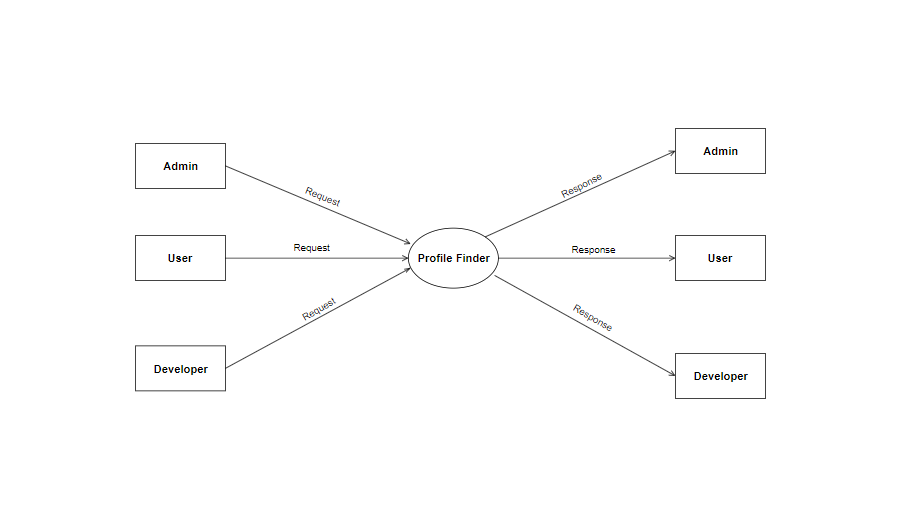 Admin
Request
User
Request
Developer
Request
Profile Finder
Response
Admin
Response
User
Response
Developer